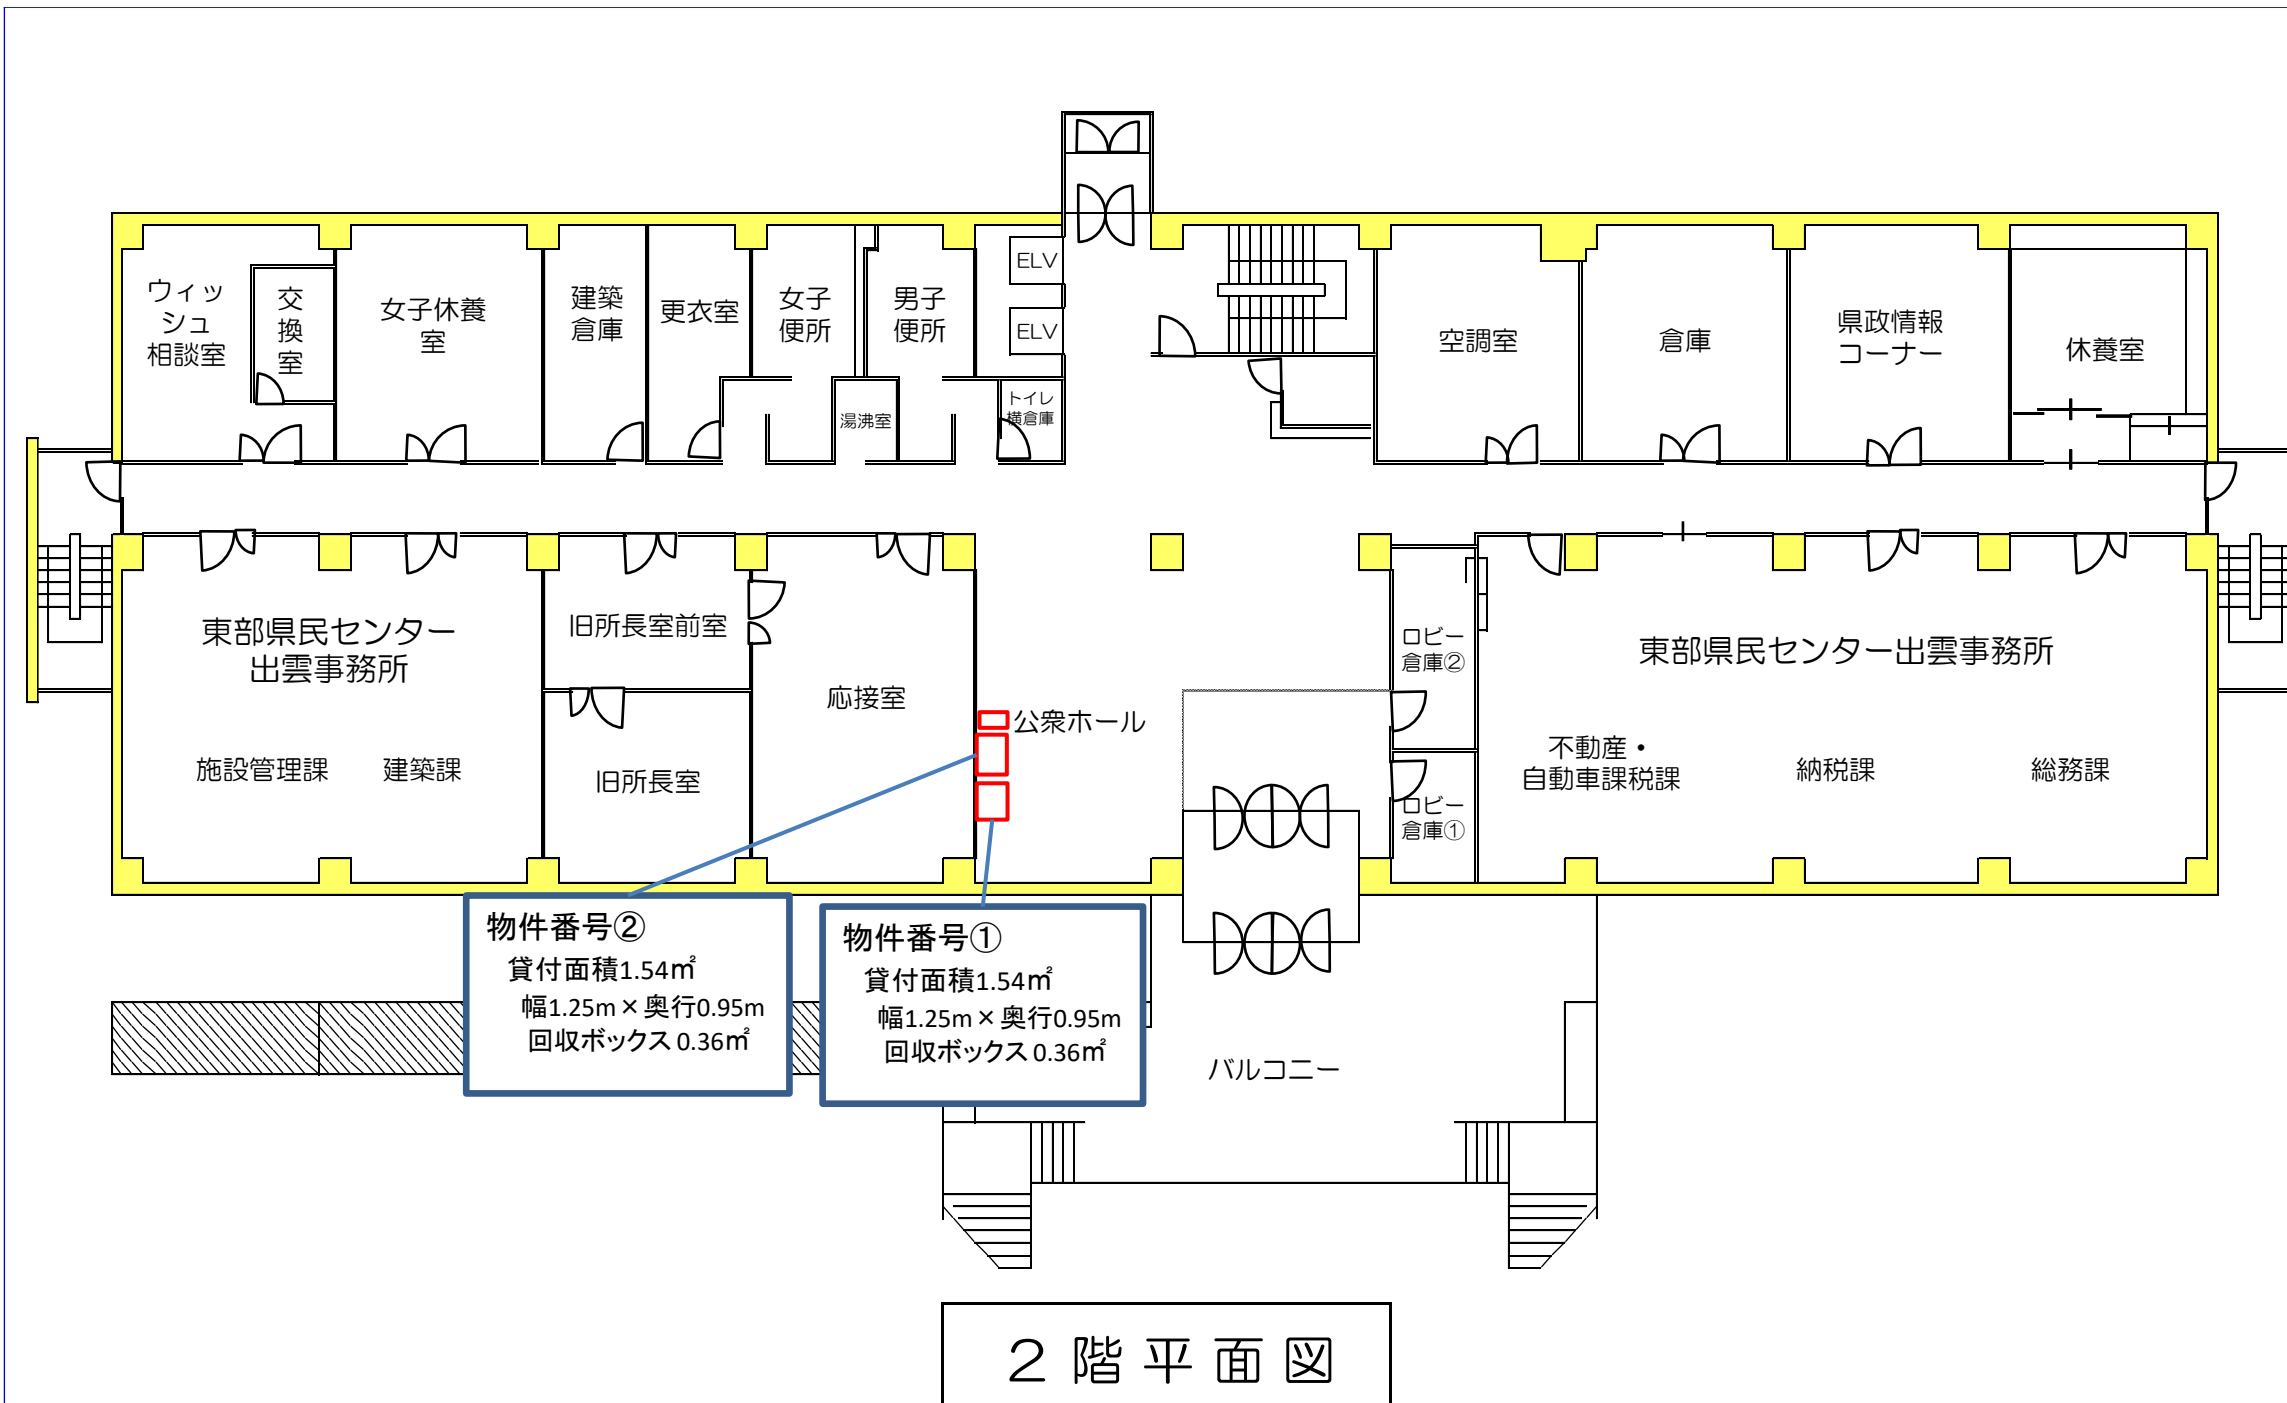 ELV
ELV
ウィッ
シュ
相談室
交
換
室
女子休養
室
建築
倉庫
更衣室
女子
便所
男子
便所
湯沸室
トイレ
横倉庫
空調室
倉庫
県政情報
コーナー
休養室
東部県民センター
出雲事務所
施設管理課
建築課
旧所長室前室
旧所長室
応接室
公衆ホール
ロビー
倉庫②
ロビー
倉庫①
東部県民センター出雲事務所
不動産・
自動車課税課
納税課
総務課
物件番号②
貸付面積1.54㎡
幅1.25m×奥行0.95m
回収ボックス 0.36㎡
物件番号①
貸付面積1.54㎡
幅1.25m×奥行0.95m
回収ボックス 0.36㎡
バルコニー
２階平面図